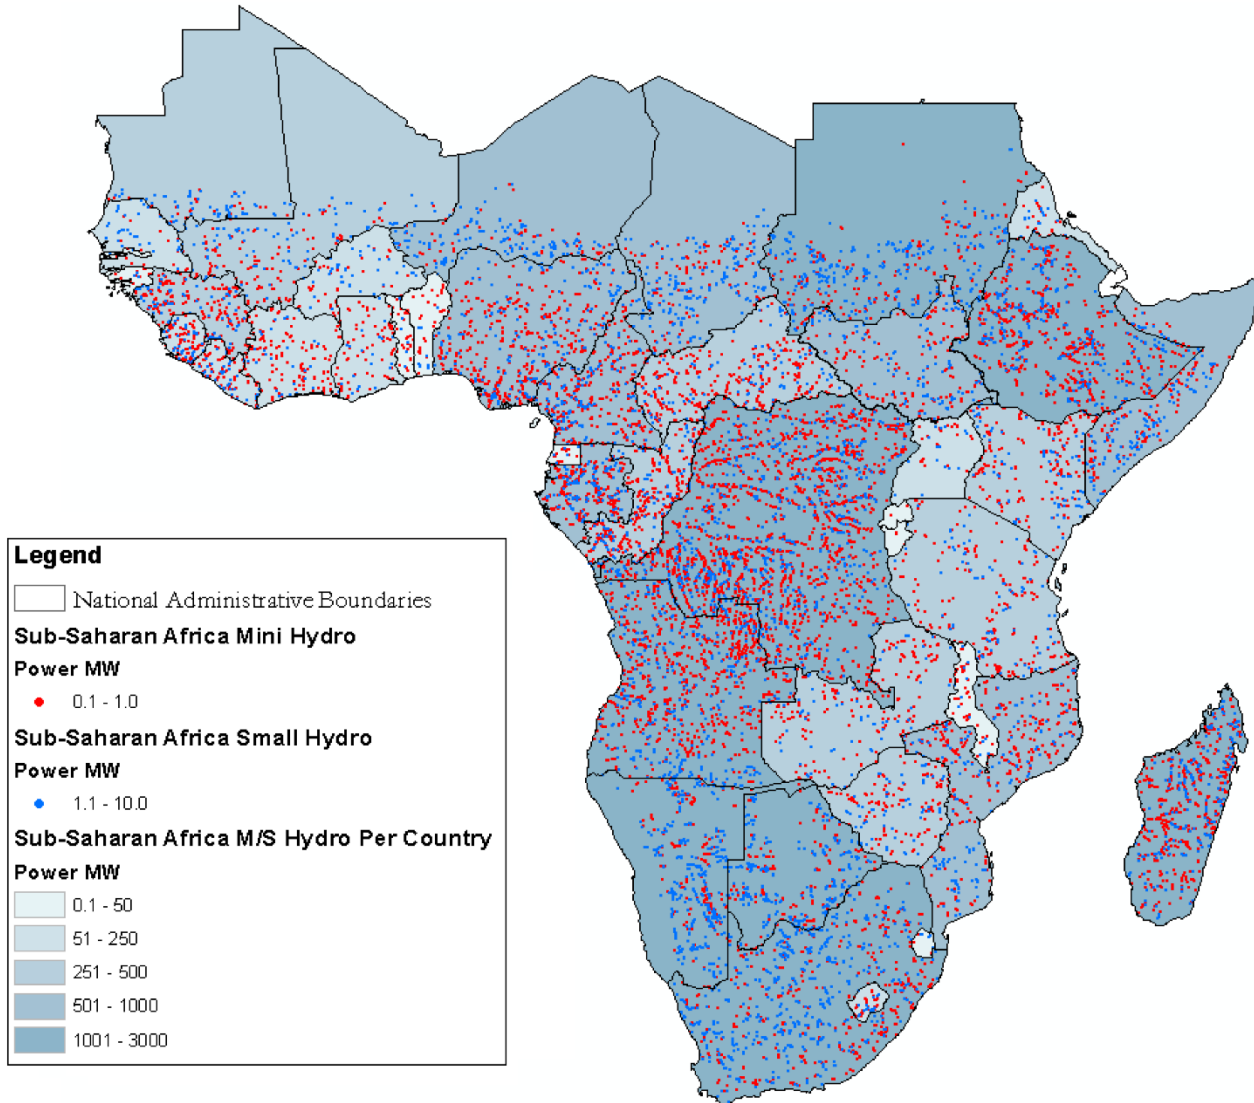 Legend
National Administrative Boundaries
Sub-Saharan Africa Mini Hydro
Power MW
0.1 - 1.0
Sub-Saharan Africa Small Hydro
Power MW
1.1 - 10.0
Sub-Saharan Africa M/S Hydro Per Country
Power MW
0.1 - 50
51 - 250
251 - 500
501 - 1000
1001 - 3000